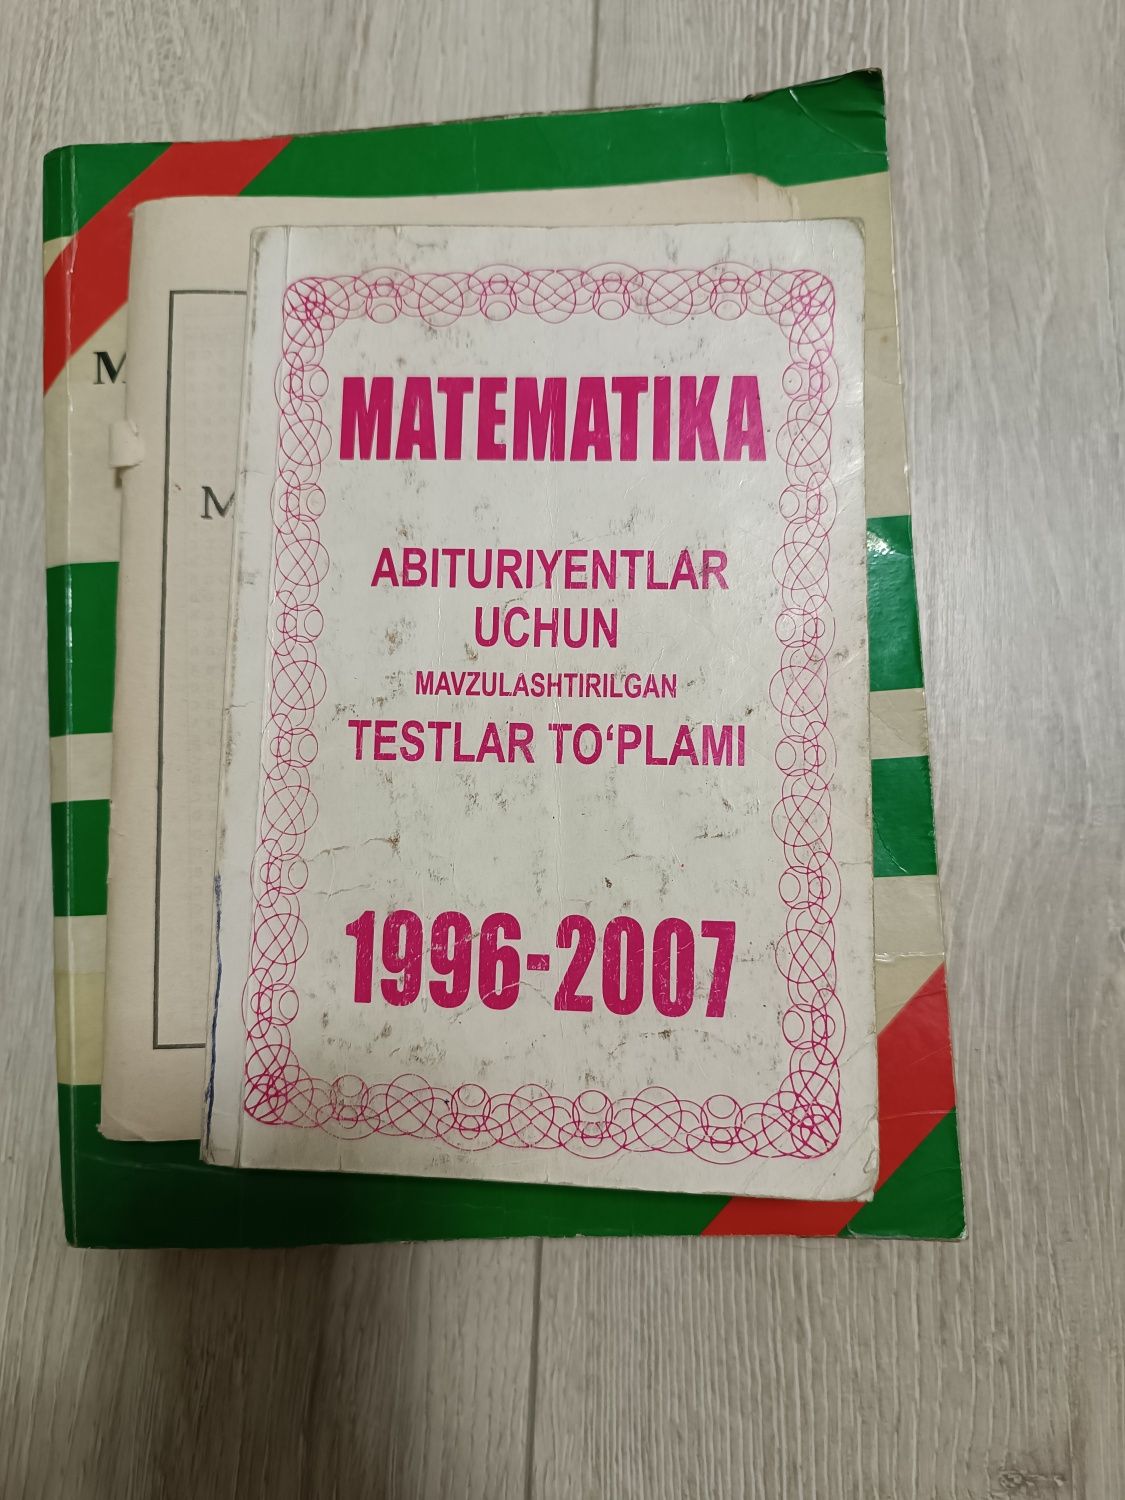 MATEMATIKA
ABITURIYENTLAR
UCHUN
MAVZULASHTIRILGAN
TESTLAR TO‘PLAMI
1996-2007
M
M